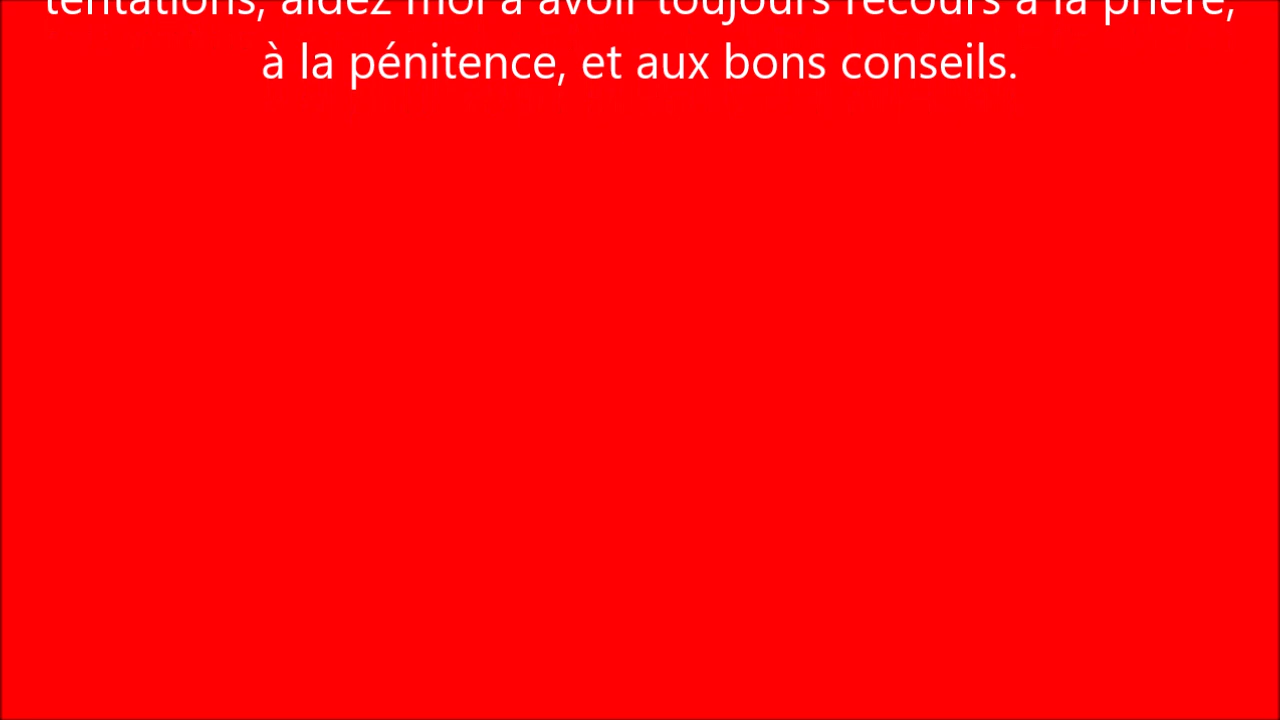 tentations, aidez moi à avoir toujours recours à la prière,
à la pénitence, et aux bons conseils.